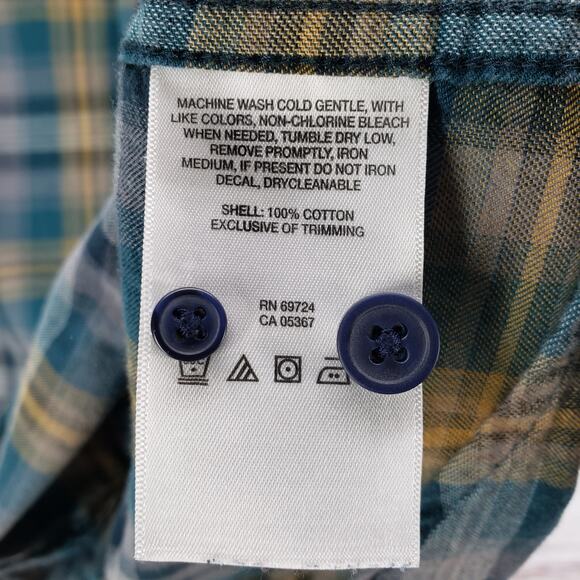 MACHINE WASH COLD GENTLE, WITH
LIKE COLORS, NON-CHLORINE BLEACH
WHEN NEEDED, TUMBLE DRY LOW,
REMOVE PROMPTLY, IRON
MEDIUM, IF PRESENT DO NOT IRON
DECAL, DRYCLEANABLE
SHELL: 100% COTTON
EXCLUSIVE OF TRIMMING
RN 69724
CA 05367